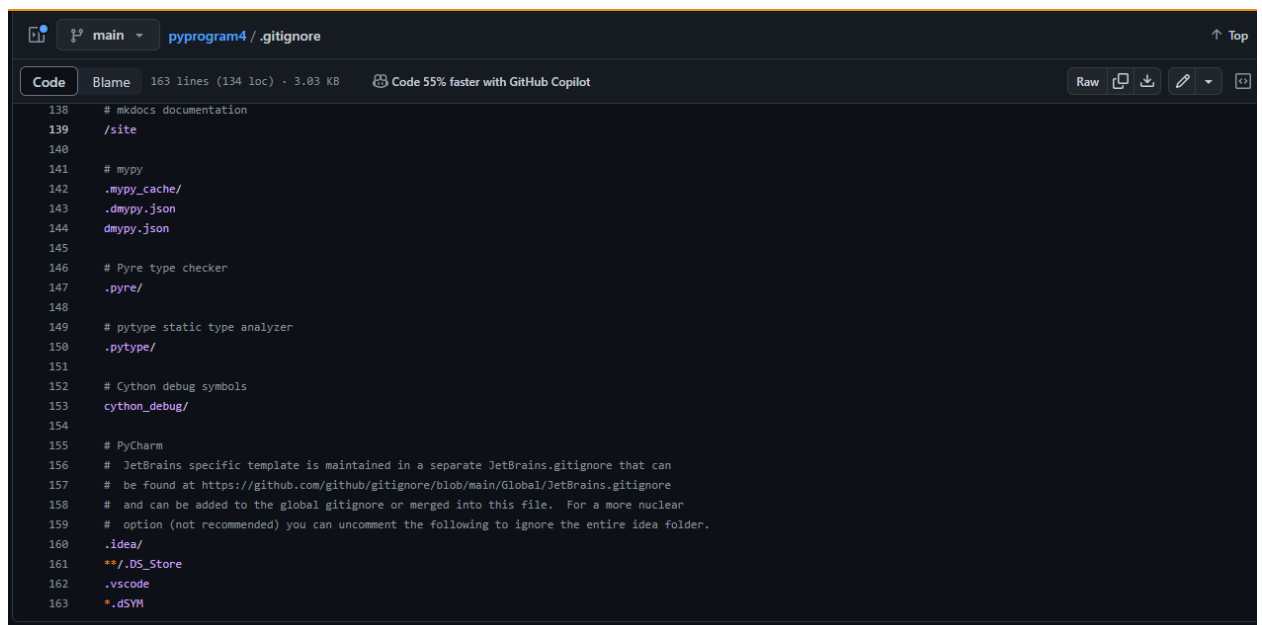 main
pyprogram4 / .gitignore
Top
Code Blame 163 lines (134 loc) · 3.03 KB Code 55% faster with GitHub Copilot Raw
138 # mkdocs documentation
139 /site
140
141 # mypy
142 .mypy_cache/
143 .dmypy.json
144 dmypy.json
145
146 # Pyre type checker
147 .pyre/
148
149 # pytype static type analyzer
150 .pytype/
151
152 # Cython debug symbols
153 cython_debug/
154
155 # PyCharm
156 #  JetBrains specific template is maintained in a separate JetBrains.gitignore that can
157 #  be found at https://github.com/github/gitignore/blob/main/Global/JetBrains.gitignore
158 #  and can be added to the global gitignore or merged into this file.  For a more nuclear
159 #  option (not recommended) you can uncomment the following to ignore the entire idea folder.
160 .idea/
161 **/.DS_Store
162 .vscode
163 *.dSYM